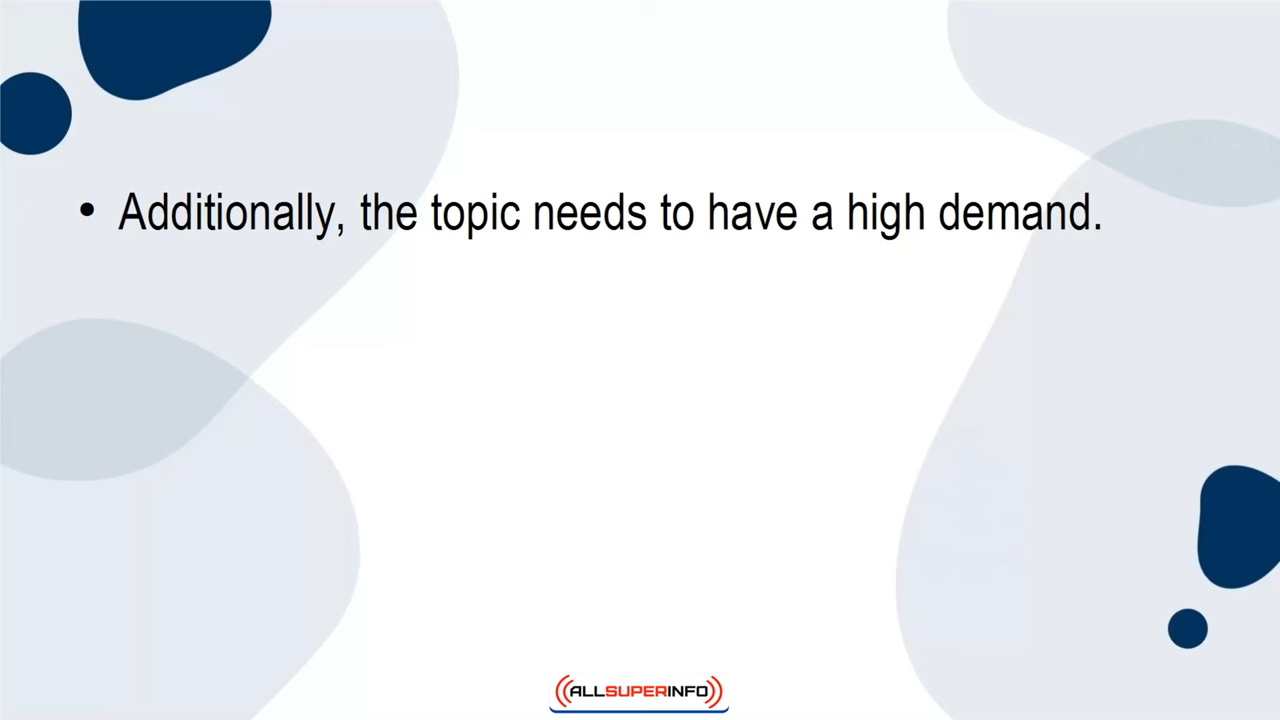 • Additionally, the topic needs to have a high demand.
ALLSUPERINFO